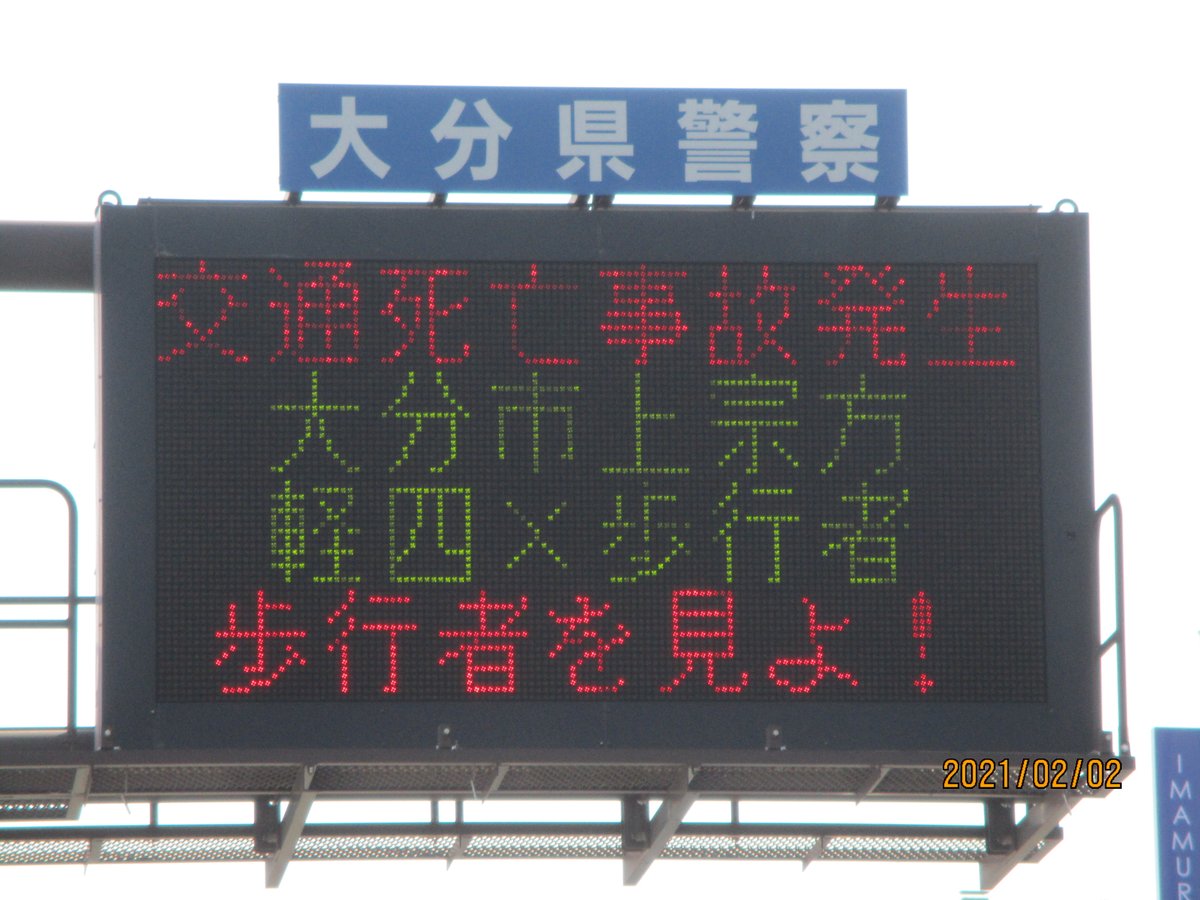 大分県警察
交通死亡事故発生
大分市上宗方
軽四×歩行者
歩行者を見よ！
2021/02/02
IMAMUR